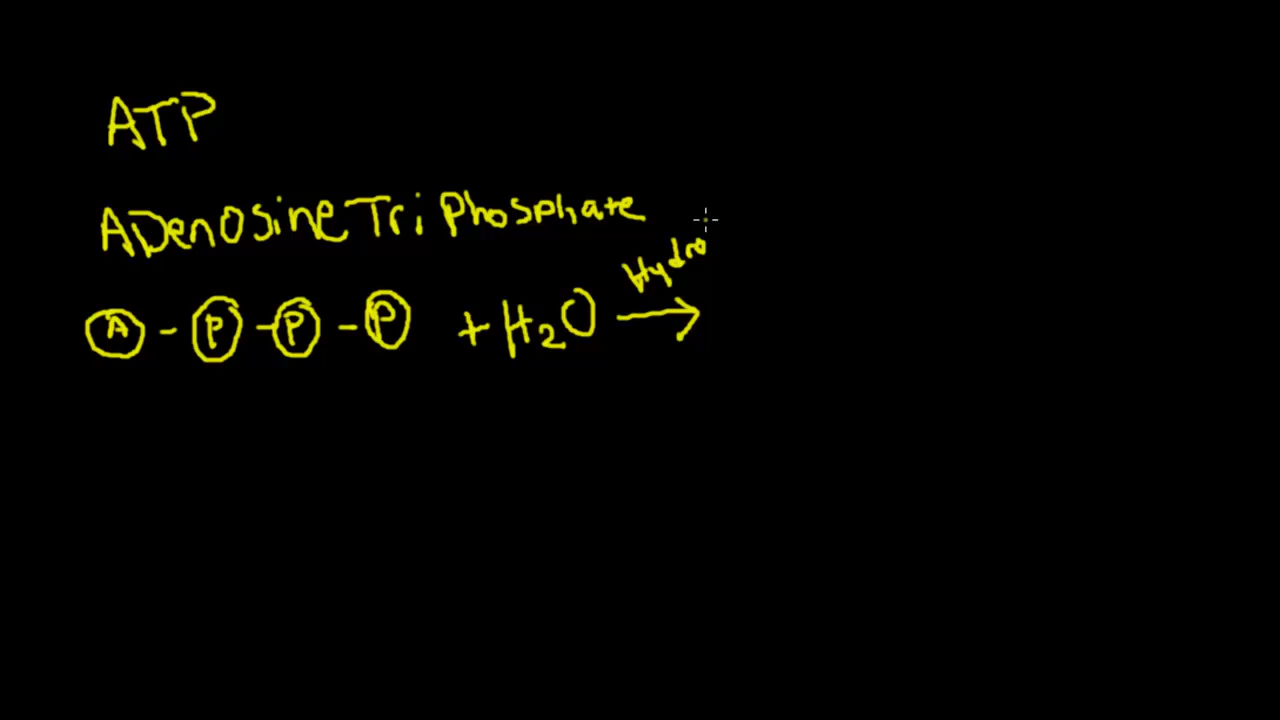 ATP
ADenosine Tri Phosphate
Hydro
A - P - P - P + H2O →